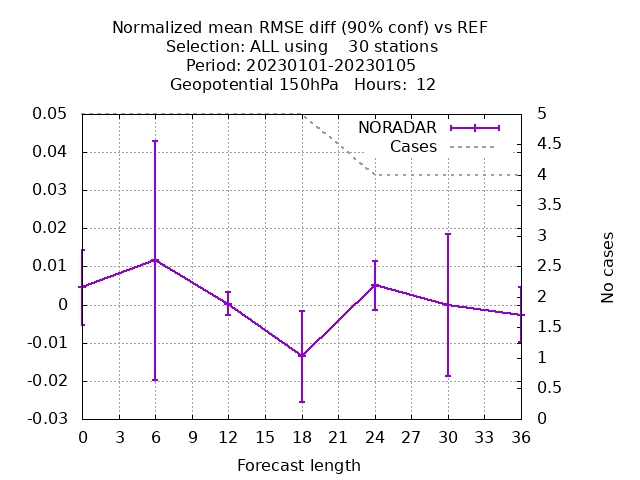 Normalized mean RMSE diff (90% conf) vs REF
Selection: ALL using    30 stations
Period: 20230101-20230105
Geopotential 150hPa   Hours:  12
0.05
0.04
0.03
0.02
0.01
0
-0.01
-0.02
-0.03
NORADAR
Cases
5
4.5
4
3.5
3
2.5
2
1.5
1
0.5
0
No cases
0 3 6 9 12 15 18 21 24 27 30 33 36
Forecast length